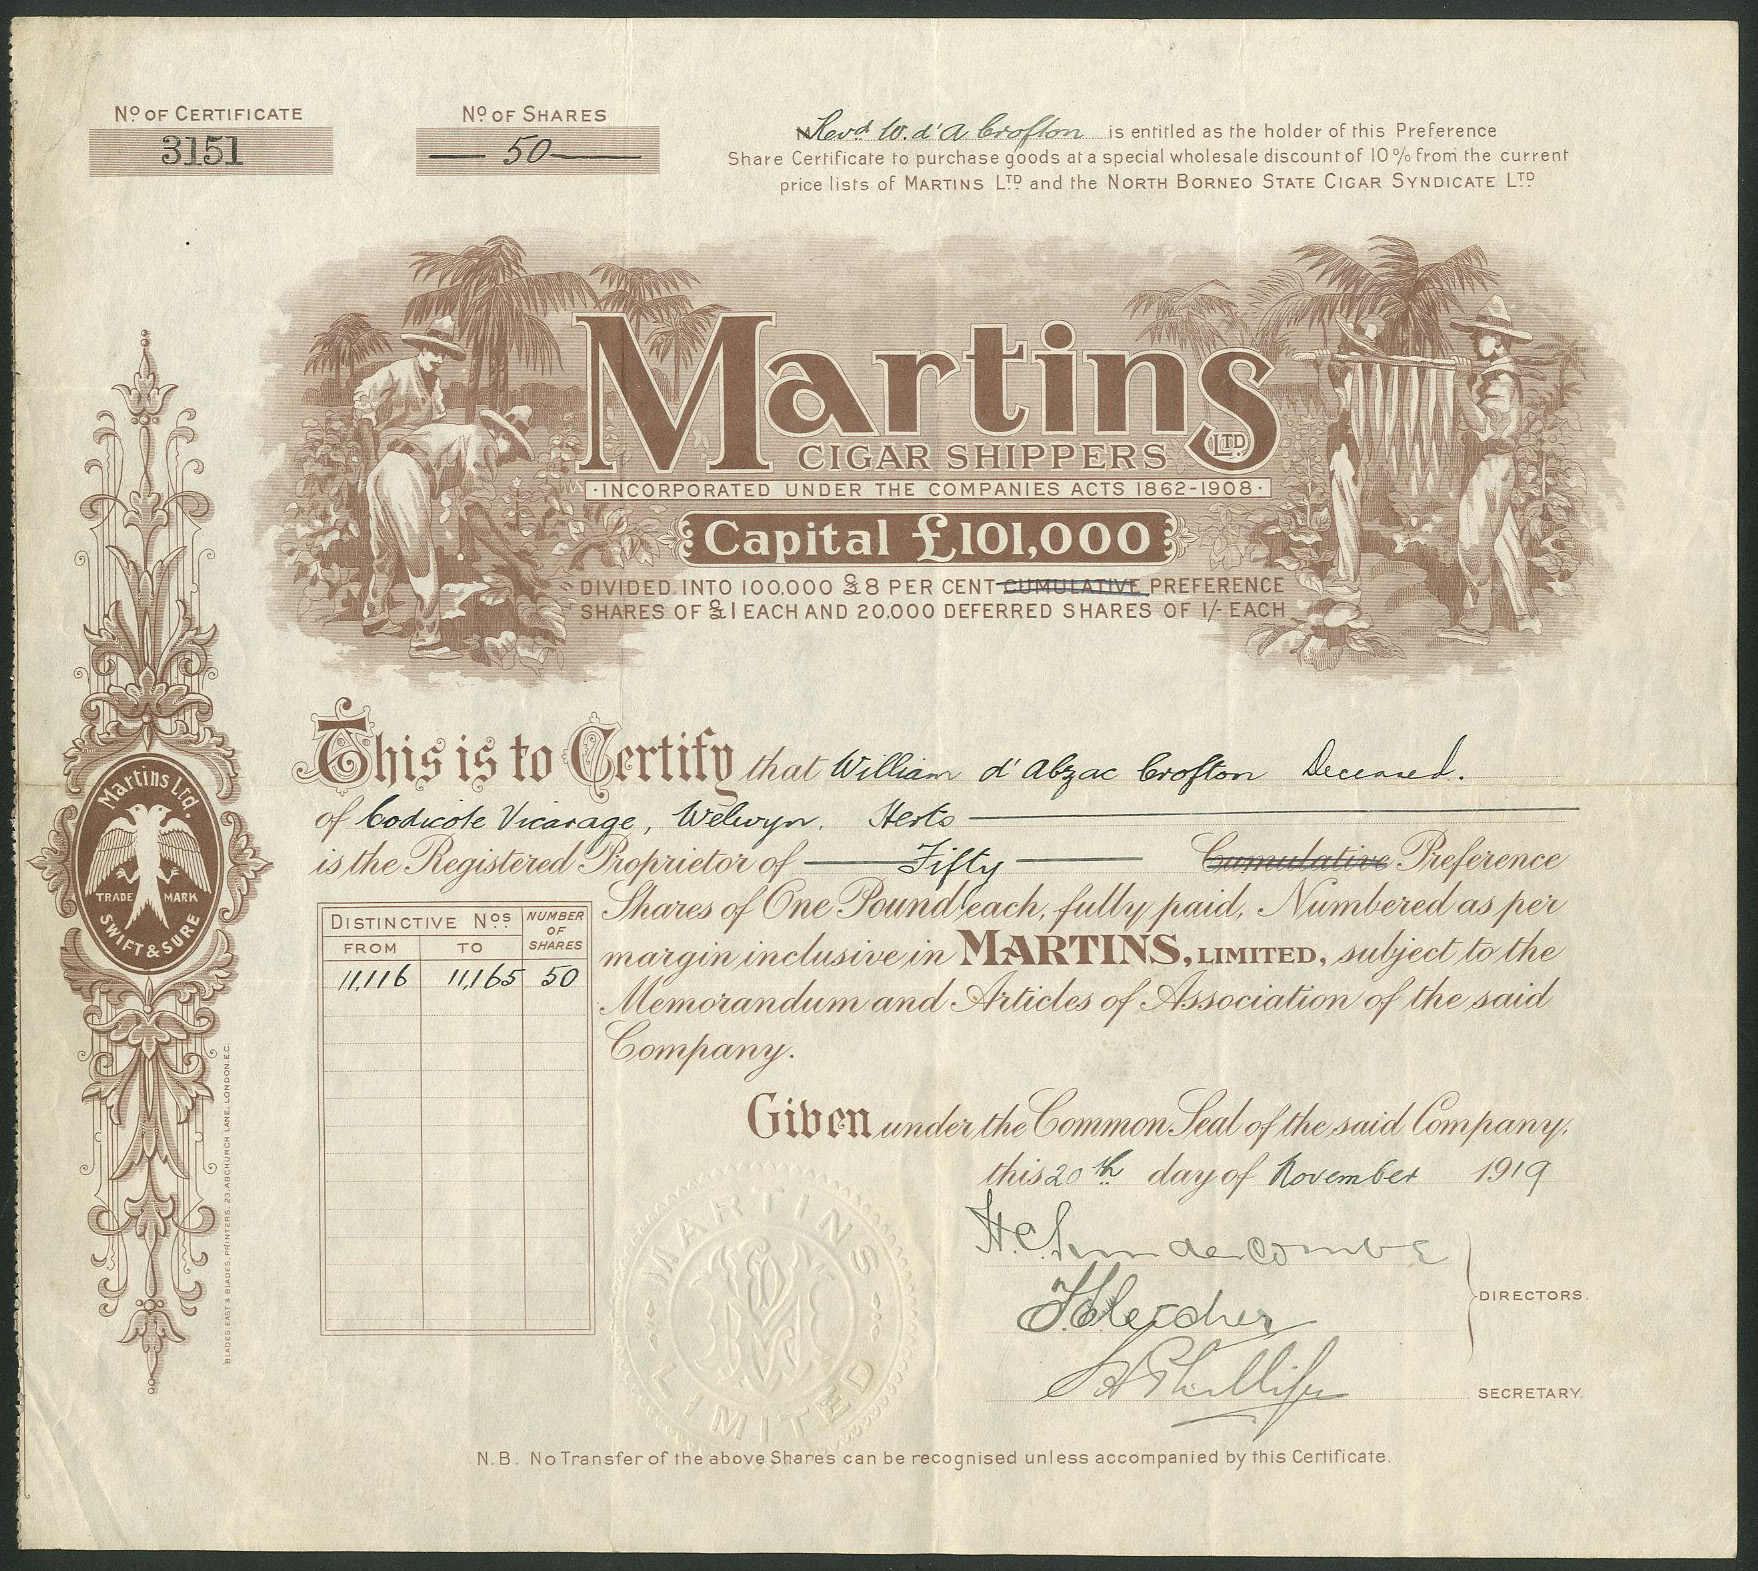 Nº OF CERTIFICATE
3151
Nº OF SHARES
50
Revd W. d'A Crofton is entitled as the holder of this Preference
Share Certificate to purchase goods at a special wholesale discount of 10% from the current
price lists of MARTINS LTD and the NORTH BORNEO STATE CIGAR SYNDICATE LTD
Martins LTD.
CIGAR SHIPPERS
·INCORPORATED UNDER THE COMPANIES ACTS 1862-1908·
Capital £101,000
DIVIDED INTO 100,000 £8 PER CENT CUMULATIVE PREFERENCE
SHARES OF £1 EACH AND 20,000 DEFERRED SHARES OF 1/- EACH
This is to Certify that William d'Abzac Crofton Deceased.
of Codicote Vicarage, Welwyn. Herts
is the Registered Proprietor of Fifty Cumulative Preference
Shares of One Pound each, fully paid, Numbered as per
margin inclusive in MARTINS, LIMITED, subject to the
Memorandum and Articles of Association of the said
Company.
DISTINCTIVE Nos. NUMBER OF SHARES
FROM TO
11,116 11,165 50
Martins Ltd.
TRADE MARK
SWIFT & SURE
BLADES, EAST & BLADES, PRINTERS, 23, ABCHURCH LANE, LONDON, E.C.
Given under the Common Seal of the said Company,
this 20th day of November 1919
DIRECTORS.
SECRETARY.
MARTINS
LIMITED
N.B. No Transfer of the above Shares can be recognised unless accompanied by this Certificate.